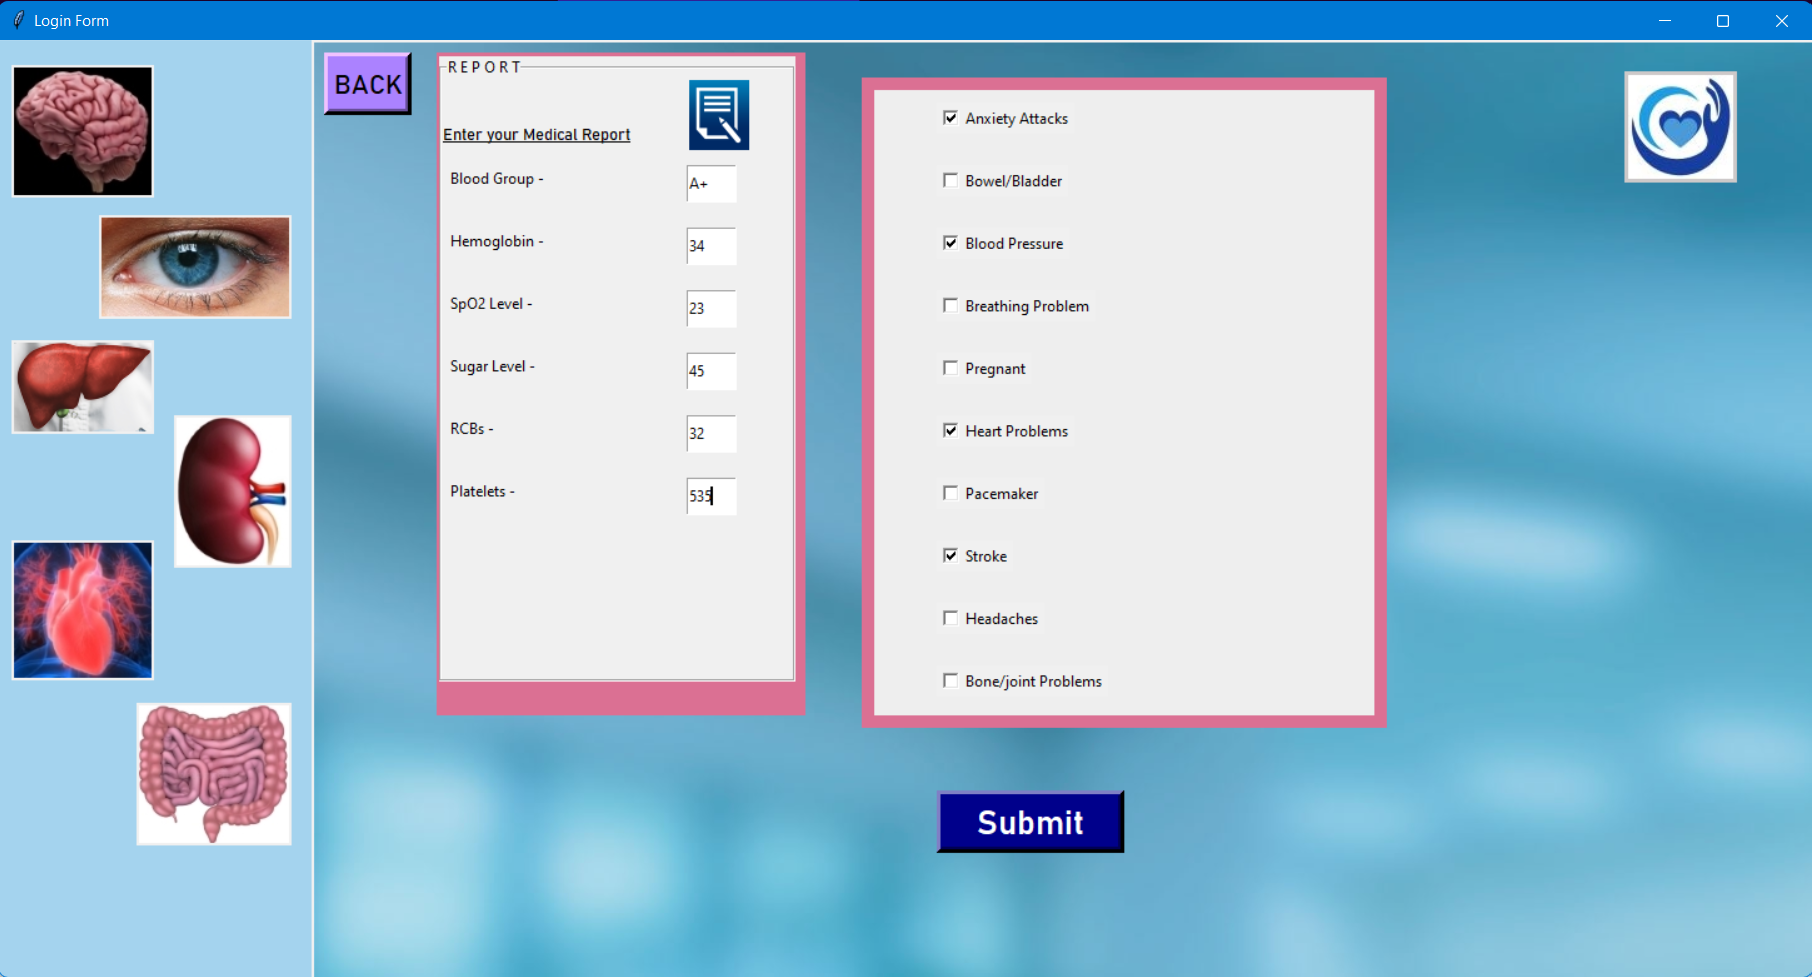 Login Form
BACK
REPORT
Enter your Medical Report
Blood Group - A+
Hemoglobin - 34
SpO2 Level - 23
Sugar Level - 45
RCBs - 32
Platelets - 535
Anxiety Attacks
Bowel/Bladder
Blood Pressure
Breathing Problem
Pregnant
Heart Problems
Pacemaker
Stroke
Headaches
Bone/joint Problems
Submit